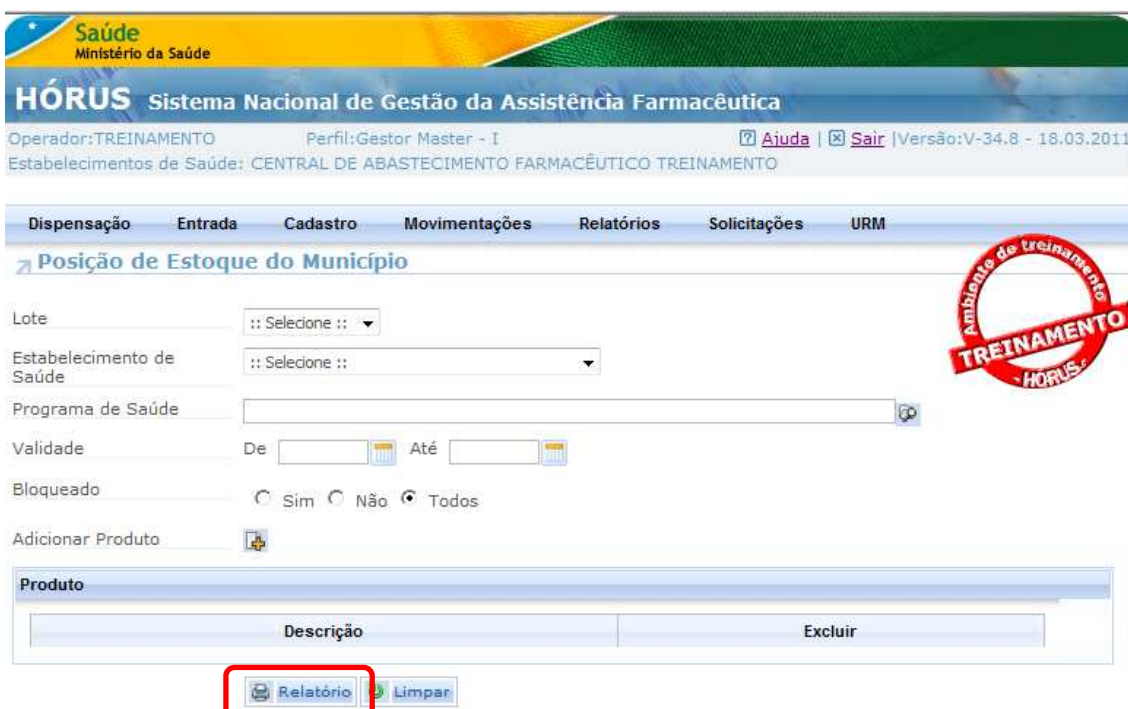 Saúde
Ministério da Saúde
HÓRUS Sistema Nacional de Gestão da Assistência Farmacêutica
Operador:TREINAMENTO Perfil:Gestor Master - I Ajuda | Sair |Versão:V-34.8 - 18.03.2011
Estabelecimentos de Saúde: CENTRAL DE ABASTECIMENTO FARMACÊUTICO TREINAMENTO
Dispensação Entrada Cadastro Movimentações Relatórios Solicitações URM
Posição de Estoque do Município
Ambiente de treinamento
TREINAMENTO
- HÓRUS -
Lote :: Selecione ::
Estabelecimento de
Saúde :: Selecione ::
Programa de Saúde
Validade De Até
Bloqueado Sim Não Todos
Adicionar Produto
Produto
Descrição Excluir
Relatório Limpar